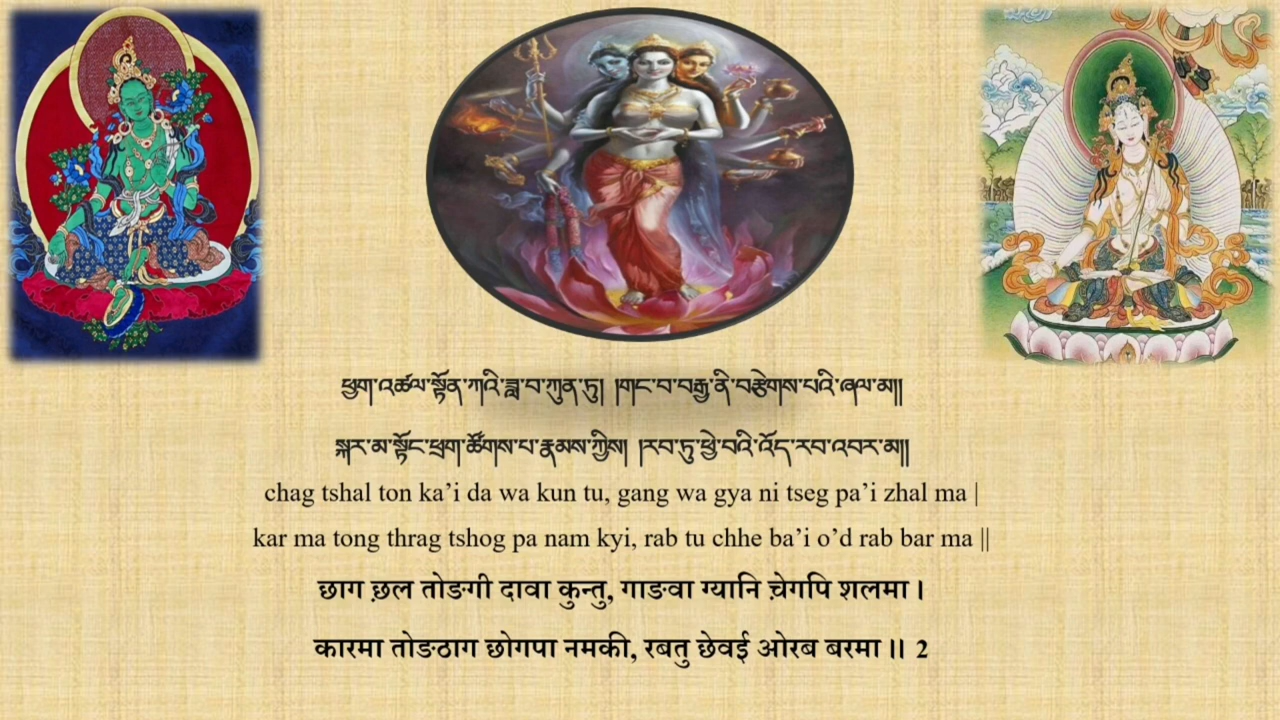 ཕྱག་འཚལ་སྟོན་ཀའི་ཟླ་བ་ཀུན་ཏུ། །གང་བ་བརྒྱ་ནི་བརྩེགས་པའི་ཞལ་མ།།
སྐར་མ་སྟོང་ཕྲག་ཚོགས་པ་རྣམས་ཀྱིས། །རབ་ཏུ་ཕྱེ་བའི་འོད་རབ་འབར་མ།།
chag tshal ton ka’i da wa kun tu, gang wa gya ni tseg pa’i zhal ma |
kar ma tong thrag tshog pa nam kyi, rab tu chhe ba’i o’d rab bar ma ||
छाग छ़ल तोङगी दावा कुन्तु, गाङवा ग्यानि च़ेगपि शलमा ।
कारमा तोङठाग छोगपा नमकी, रबतु छेवई ओरब बरमा ॥ 2